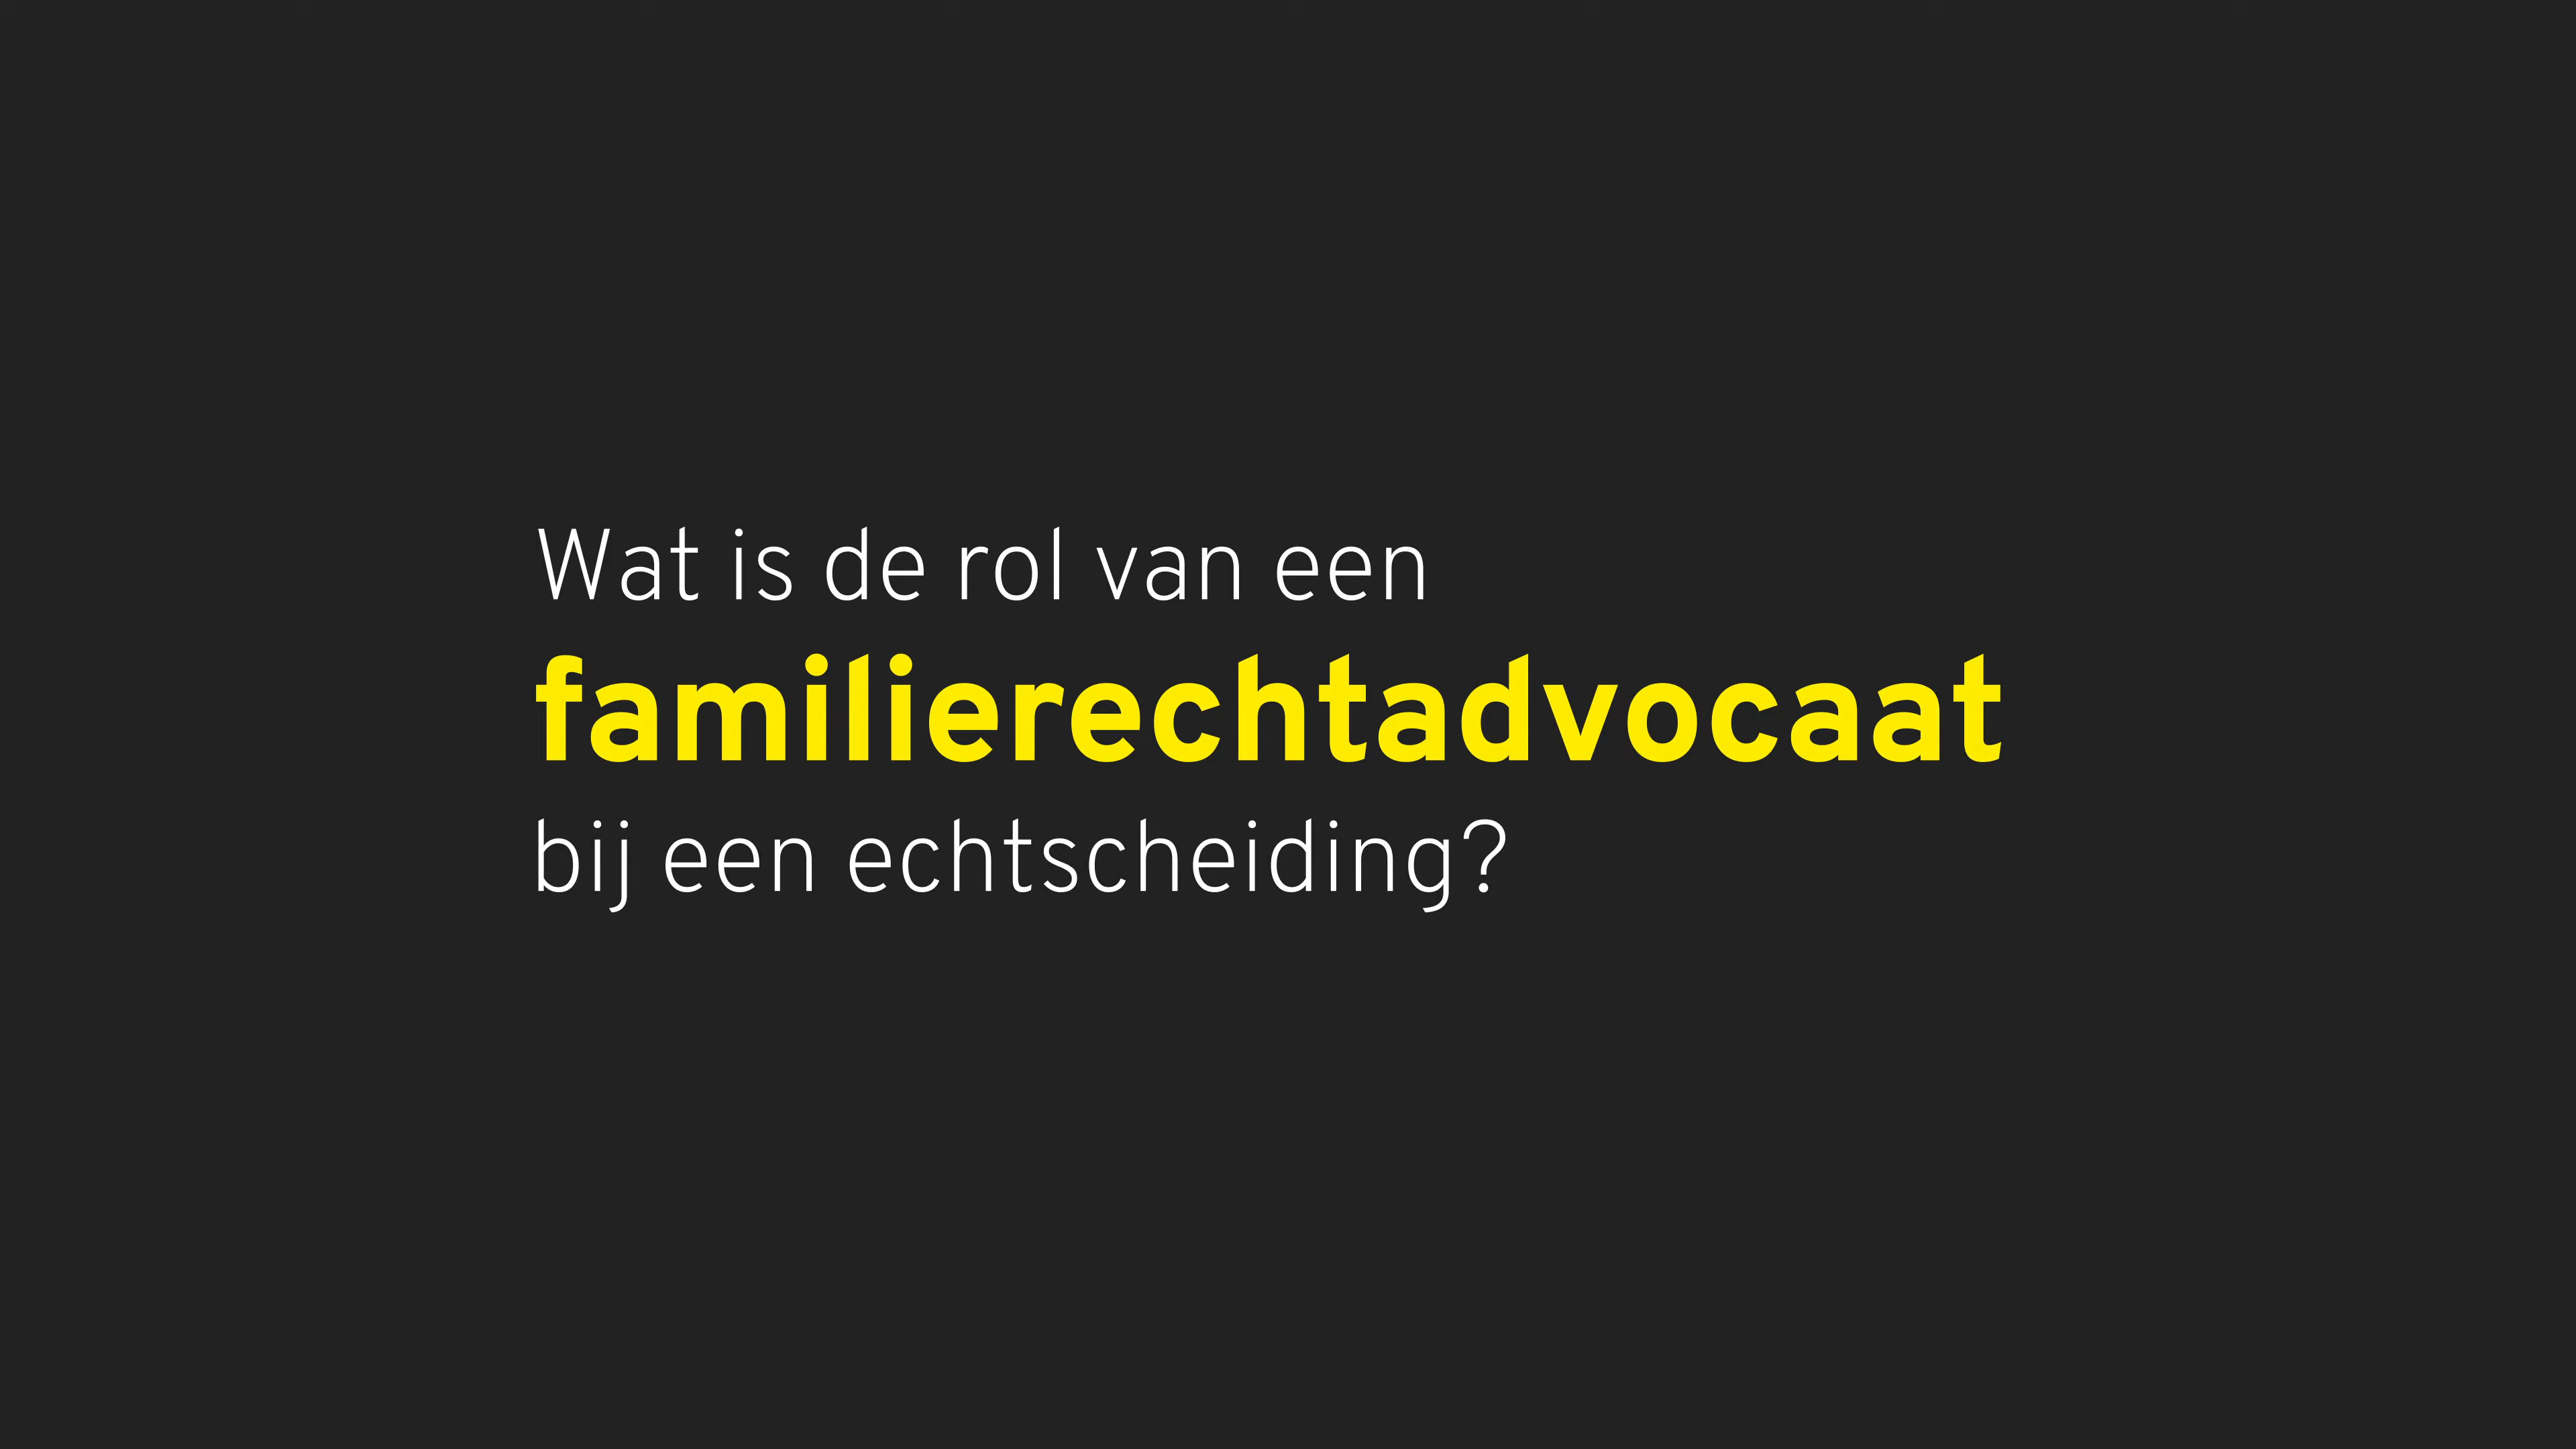 Wat is de rol van een
familierechtadvocaat
bij een echtscheiding?